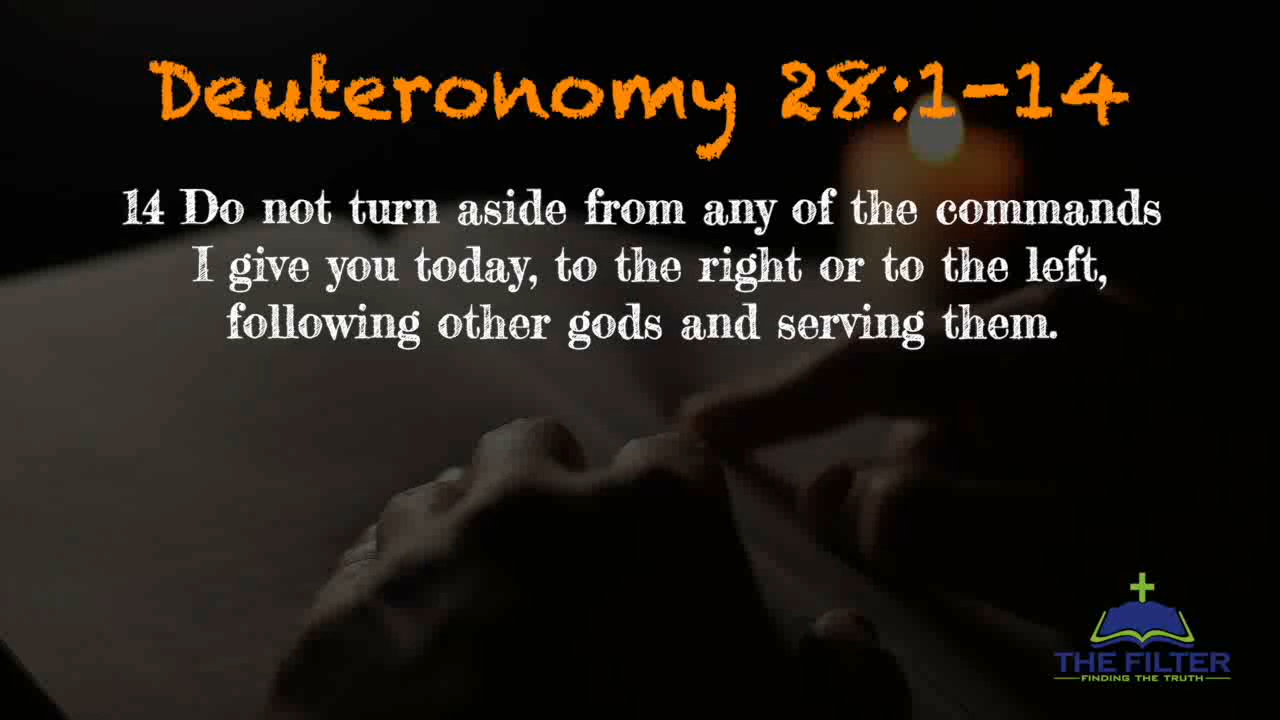 Deuteronomy 28:1-14
14 Do not turn aside from any of the commands
I give you today, to the right or to the left,
following other gods and serving them.
THE FILTER
FINDING THE TRUTH